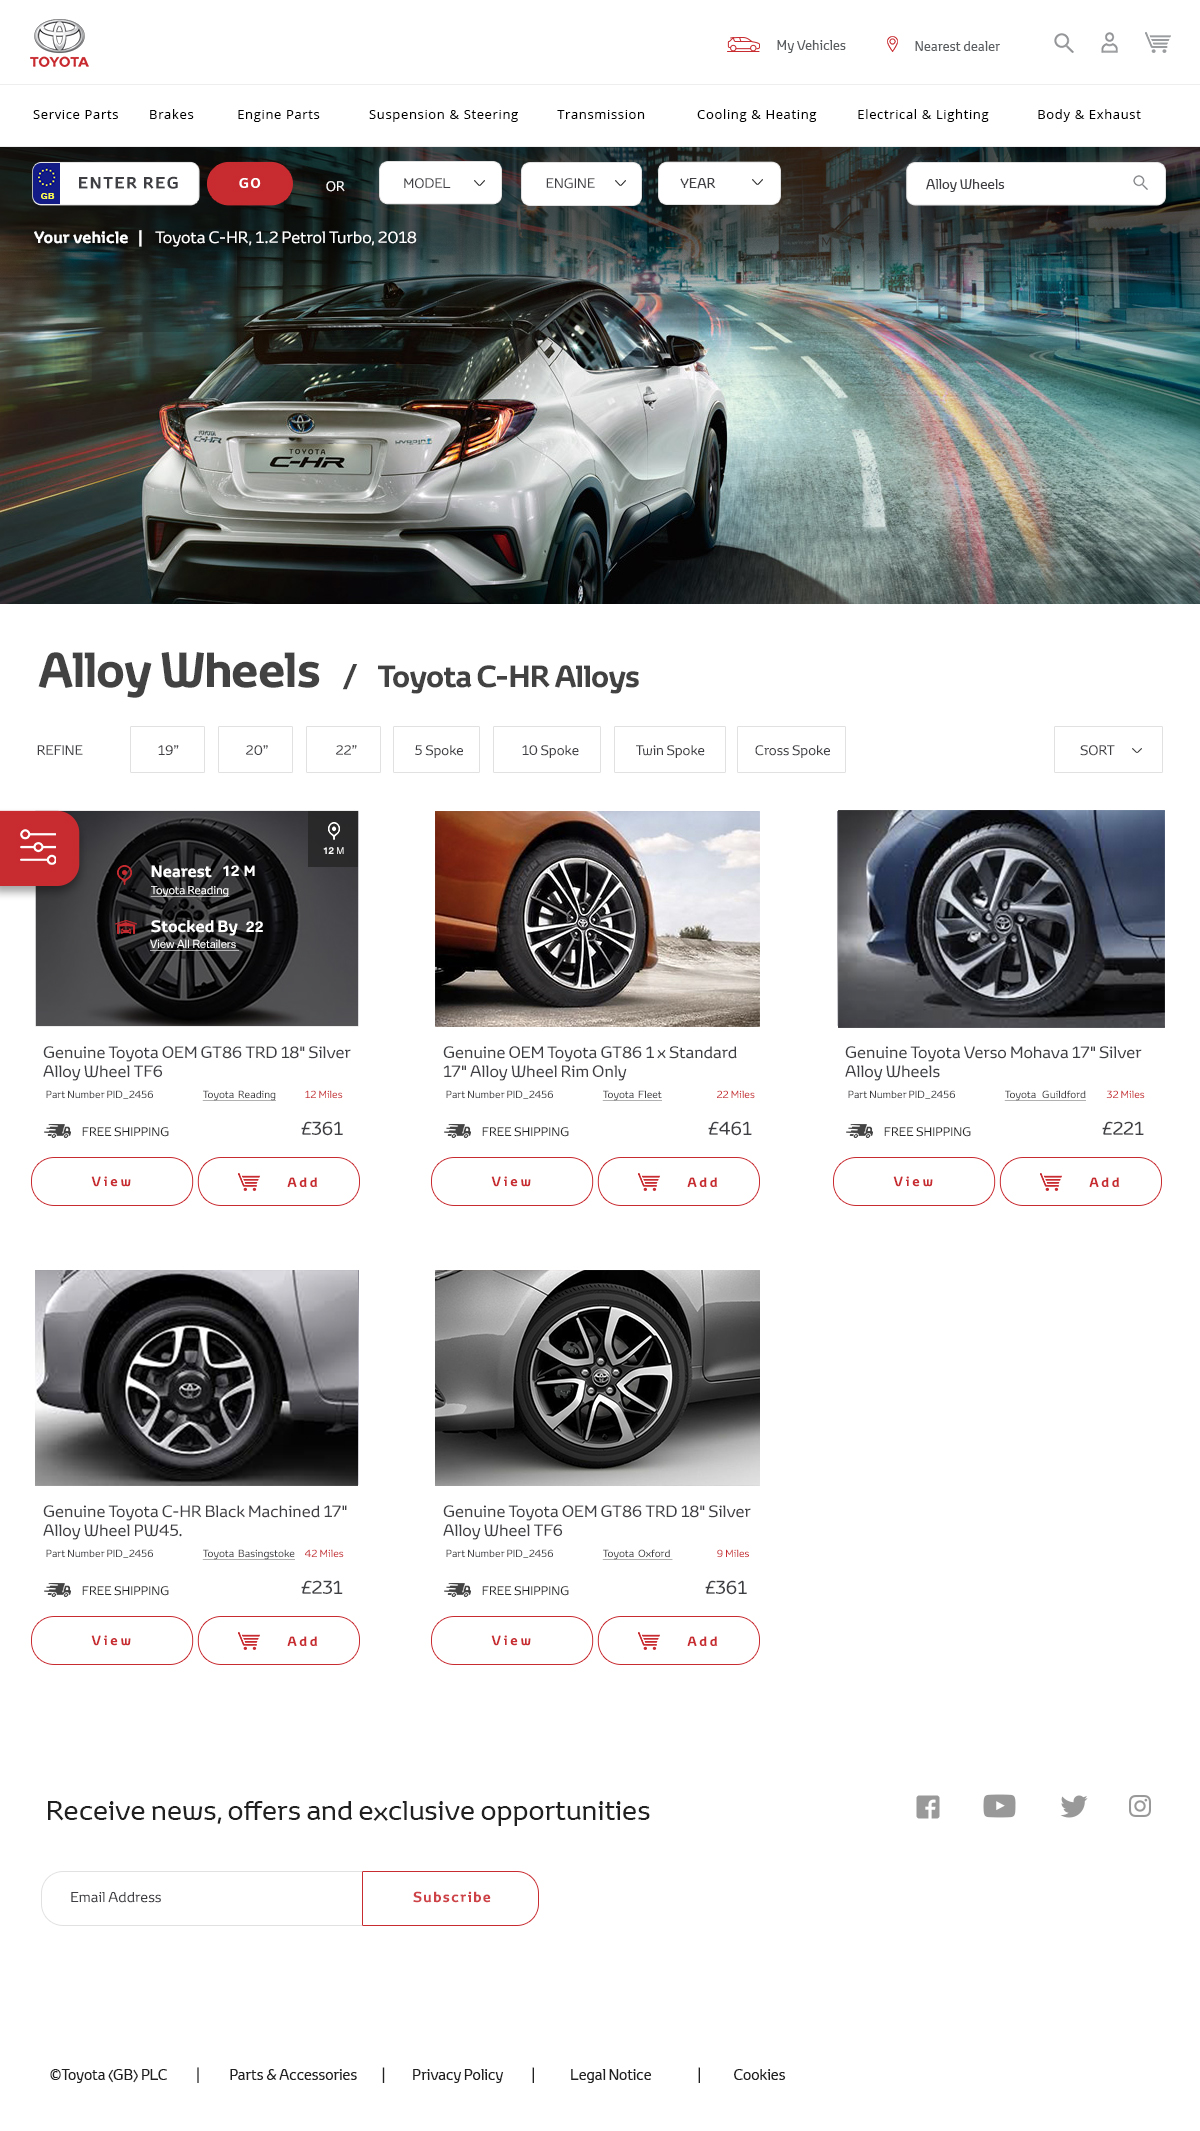 TOYOTA
My Vehicles
Nearest dealer
Service Parts
Brakes
Engine Parts
Suspension & Steering
Transmission
Cooling & Heating
Electrical & Lighting
Body & Exhaust
GB
ENTER REG
GO
OR
MODEL
ENGINE
YEAR
Alloy Wheels
Your vehicle | Toyota C-HR, 1.2 Petrol Turbo, 2018
C-HR
TOYOTA
C-HR
Alloy Wheels / Toyota C-HR Alloys
REFINE
19”
20”
22”
5 Spoke
10 Spoke
Twin Spoke
Cross Spoke
SORT
12 M
Nearest 12 M
Toyota Reading
Stocked By 22
View All Retailers
Genuine Toyota OEM GT86 TRD 18" Silver
Alloy Wheel TF6
Part Number PID_2456 Toyota Reading 12 Miles
FREE SHIPPING £361
View Add
Genuine OEM Toyota GT86 1 x Standard
17" Alloy Wheel Rim Only
Part Number PID_2456 Toyota Fleet 22 Miles
FREE SHIPPING £461
View Add
Genuine Toyota Verso Mohava 17" Silver
Alloy Wheels
Part Number PID_2456 Toyota Guildford 32 Miles
FREE SHIPPING £221
View Add
Genuine Toyota C-HR Black Machined 17"
Alloy Wheel PW45.
Part Number PID_2456 Toyota Basingstoke 42 Miles
FREE SHIPPING £231
View Add
Genuine Toyota OEM GT86 TRD 18" Silver
Alloy Wheel TF6
Part Number PID_2456 Toyota Oxford 9 Miles
FREE SHIPPING £361
View Add
Receive news, offers and exclusive opportunities
Email Address
Subscribe
©Toyota (GB) PLC | Parts & Accessories | Privacy Policy | Legal Notice | Cookies